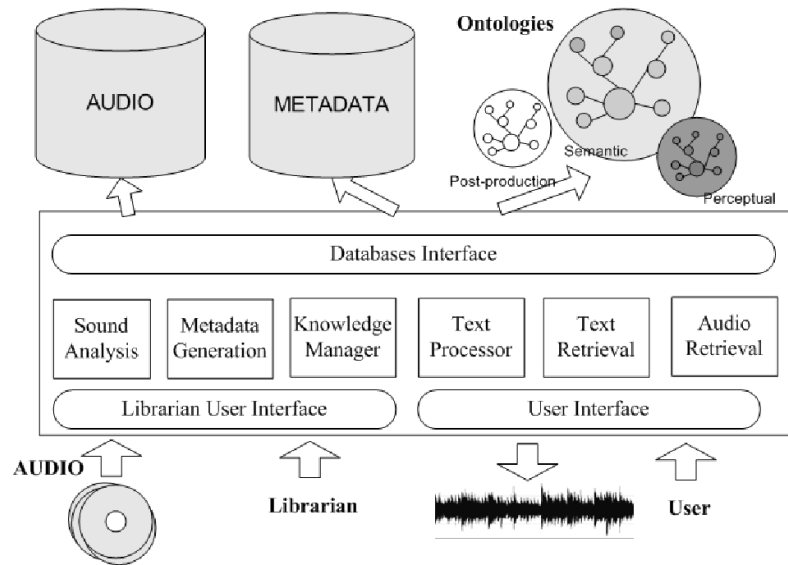 Ontologies
AUDIO
METADATA
Semantic
Post-production
Perceptual
Databases Interface
Sound
Analysis
Metadata
Generation
Knowledge
Manager
Text
Processor
Text
Retrieval
Audio
Retrieval
Librarian User Interface
User Interface
AUDIO
Librarian
User